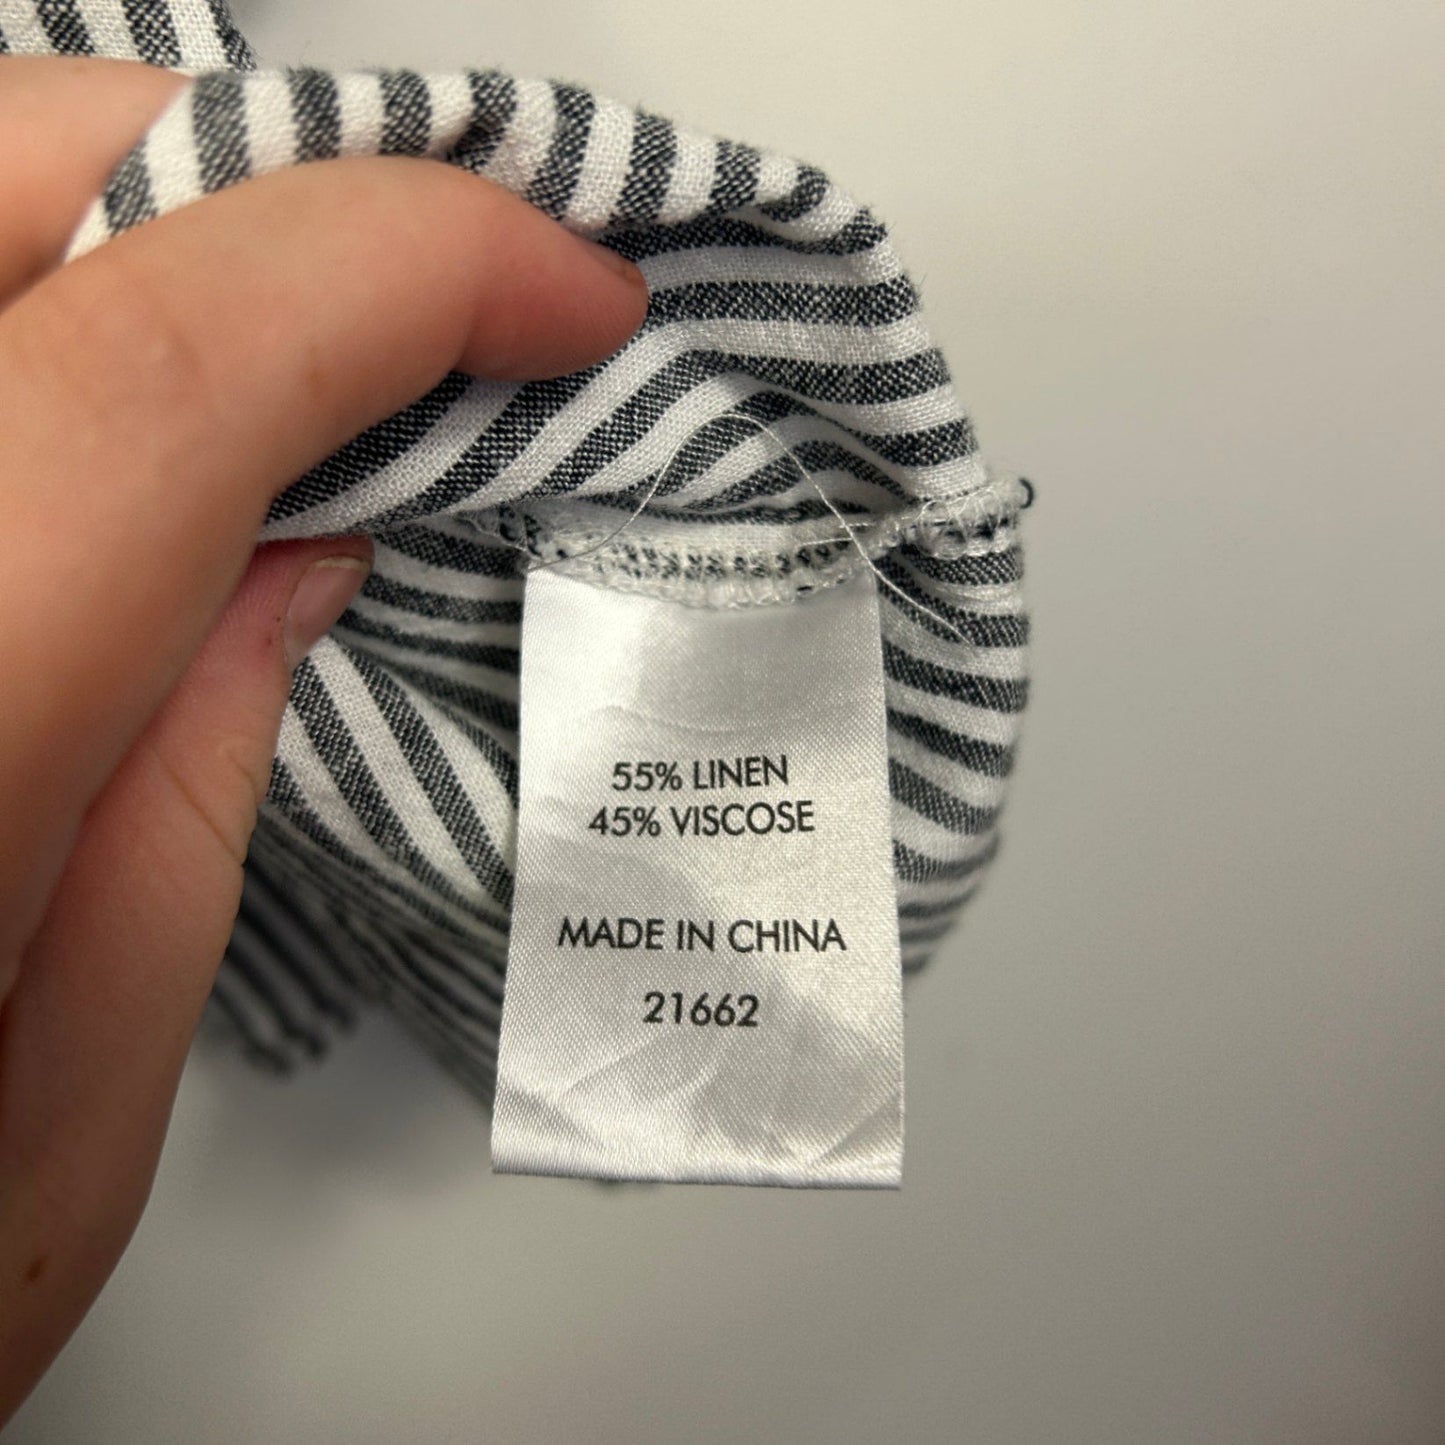 55% LINEN
45% VISCOSE
MADE IN CHINA
21662